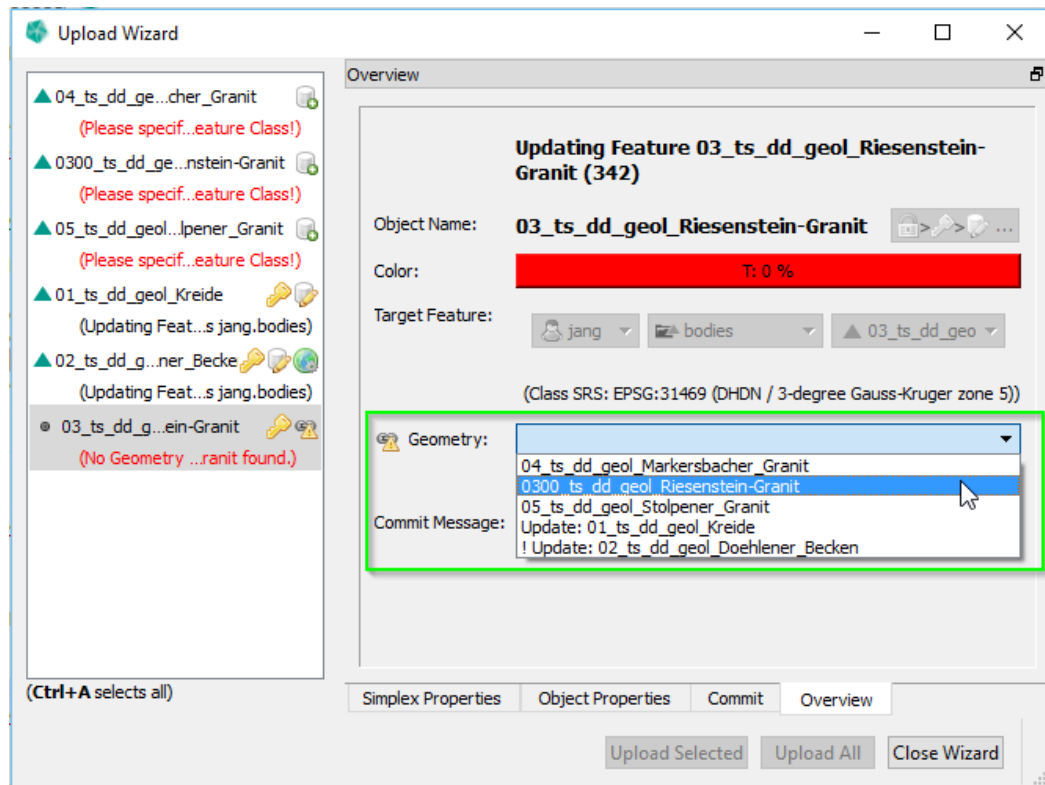 Upload Wizard
04_ts_dd_ge...cher_Granit
(Please specif...eature Class!)
0300_ts_dd_ge...nstein-Granit
(Please specif...eature Class!)
05_ts_dd_geol...lpener_Granit
(Please specif...eature Class!)
01_ts_dd_geol_Kreide
(Updating Feat...s jang.bodies)
02_ts_dd_g...ner_Becke
(Updating Feat...s jang.bodies)
03_ts_dd_g...ein-Granit
(No Geometry ...ranit found.)
(Ctrl+A selects all)
Overview
Updating Feature 03_ts_dd_geol_Riesenstein-
Granit (342)
Object Name: 03_ts_dd_geol_Riesenstein-Granit > > ...
Color: T: 0 %
Target Feature: jang bodies 03_ts_dd_geo
(Class SRS: EPSG:31469 (DHDN / 3-degree Gauss-Kruger zone 5))
Geometry:
04_ts_dd_geol_Markersbacher_Granit
0300_ts_dd_geol_Riesenstein-Granit
05_ts_dd_geol_Stolpener_Granit
Commit Message: Update: 01_ts_dd_geol_Kreide
! Update: 02_ts_dd_geol_Doehlener_Becken
Simplex Properties Object Properties Commit Overview
Upload Selected Upload All Close Wizard